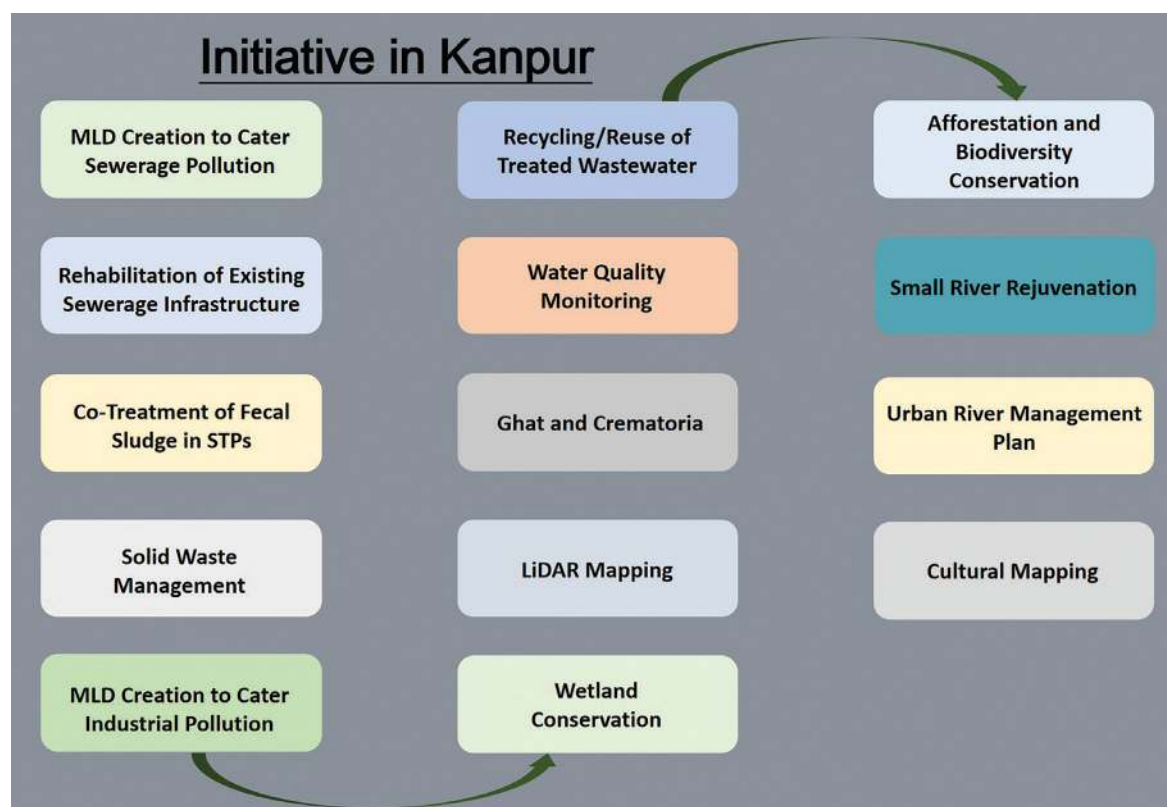 Initiative in Kanpur
MLD Creation to Cater
Sewerage Pollution
Rehabilitation of Existing
Sewerage Infrastructure
Co-Treatment of Fecal
Sludge in STPs
Solid Waste
Management
MLD Creation to Cater
Industrial Pollution
Recycling/Reuse of
Treated Wastewater
Water Quality
Monitoring
Ghat and Crematoria
LiDAR Mapping
Wetland
Conservation
Afforestation and
Biodiversity
Conservation
Small River Rejuvenation
Urban River Management
Plan
Cultural Mapping